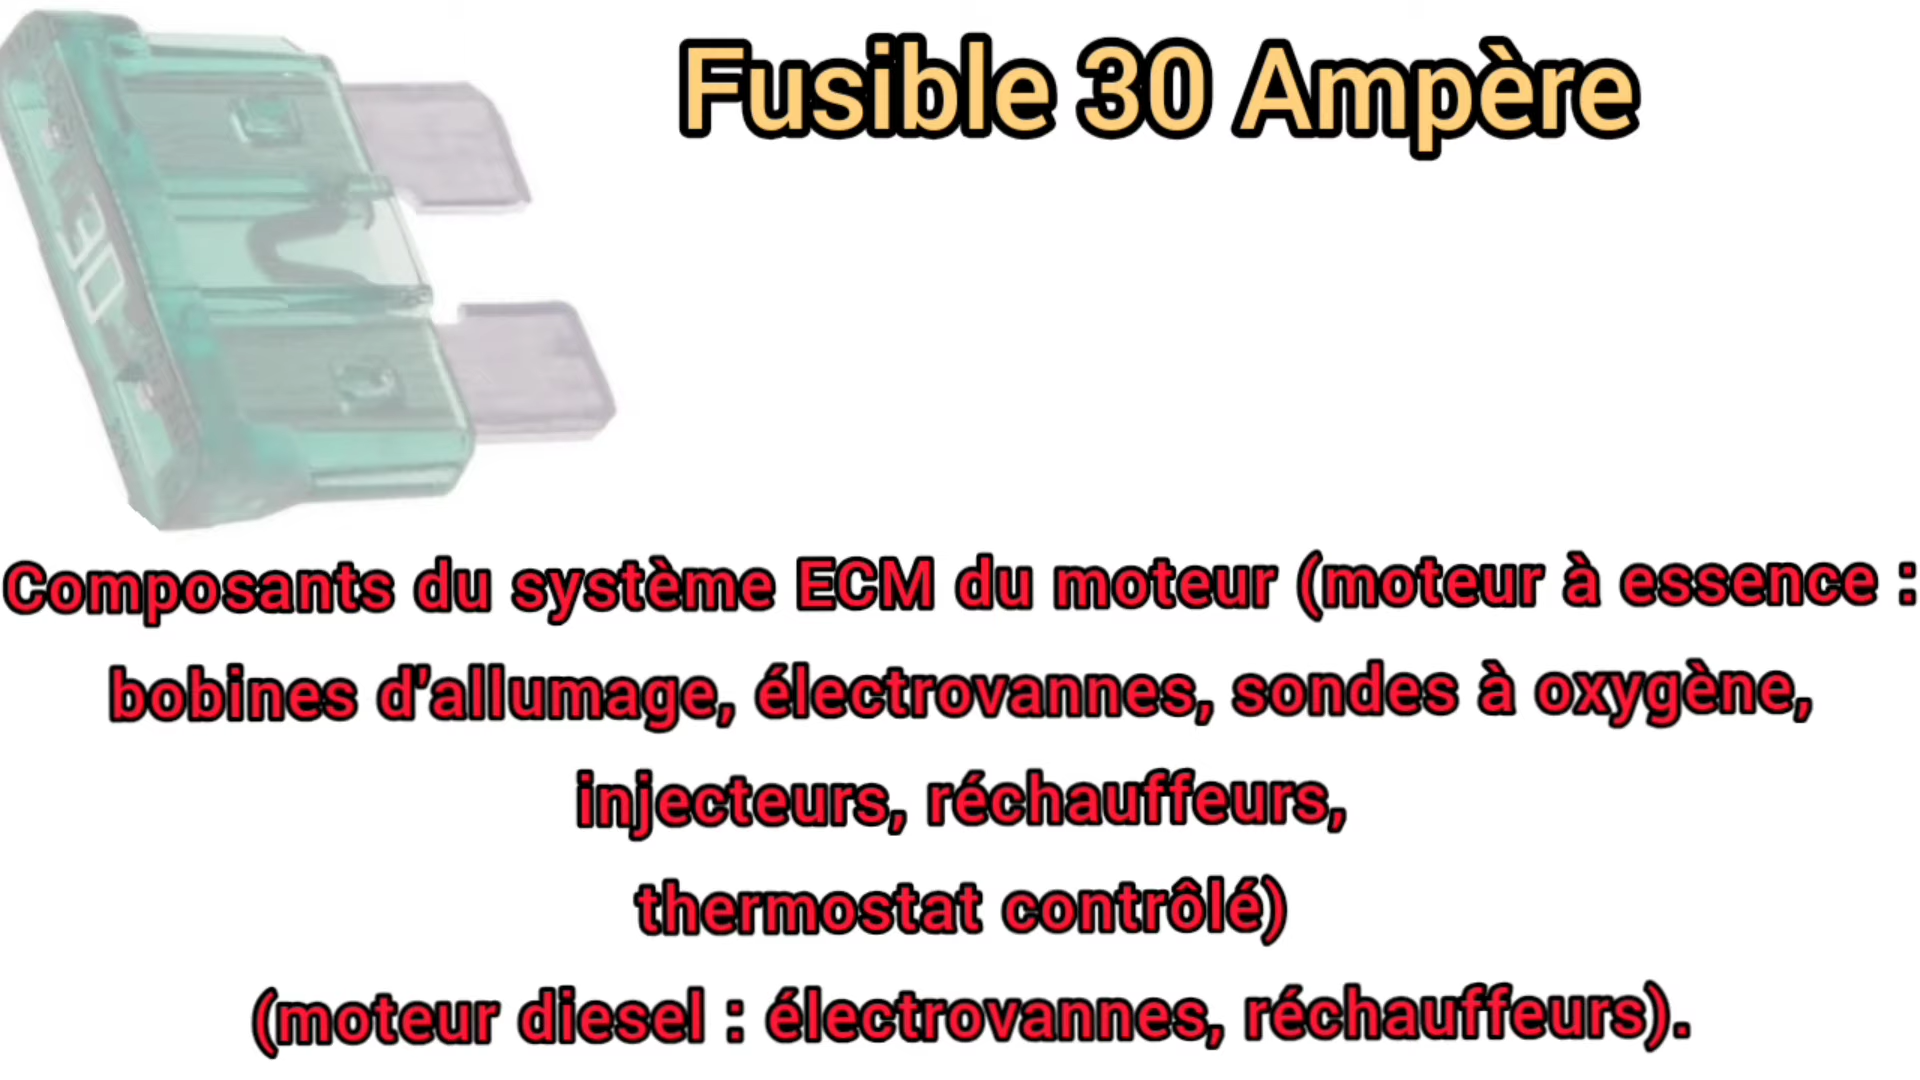 Fusible 30 Ampère
30
Composants du système ECM du moteur (moteur à essence :
bobines d'allumage, électrovannes, sondes à oxygène,
injecteurs, réchauffeurs,
thermostat contrôlé)
(moteur diesel : électrovannes, réchauffeurs).